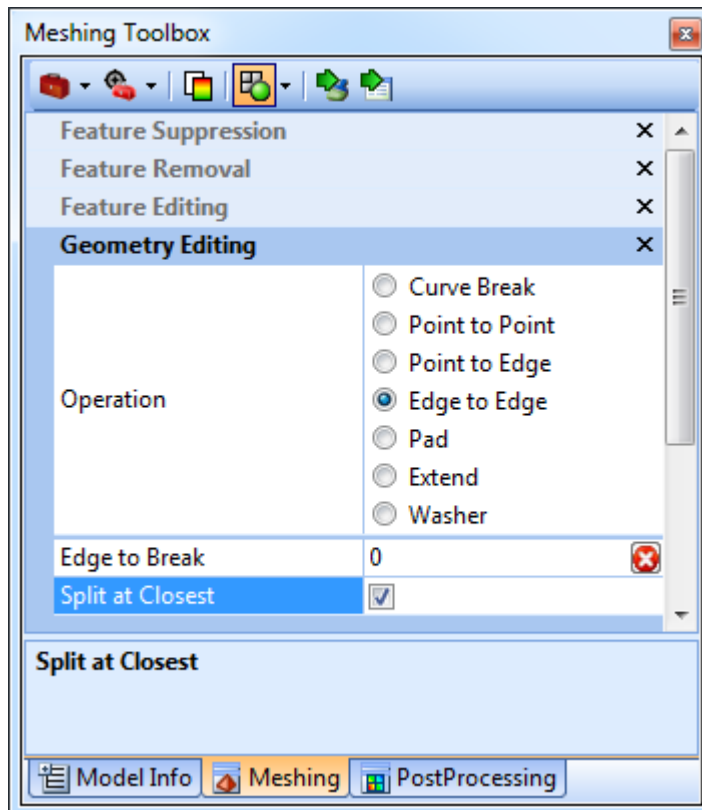 Meshing Toolbox
Feature Suppression
Feature Removal
Feature Editing
Geometry Editing
Operation
Curve Break
Point to Point
Point to Edge
Edge to Edge
Pad
Extend
Washer
Edge to Break 0
Split at Closest
Split at Closest
Model Info Meshing PostProcessing